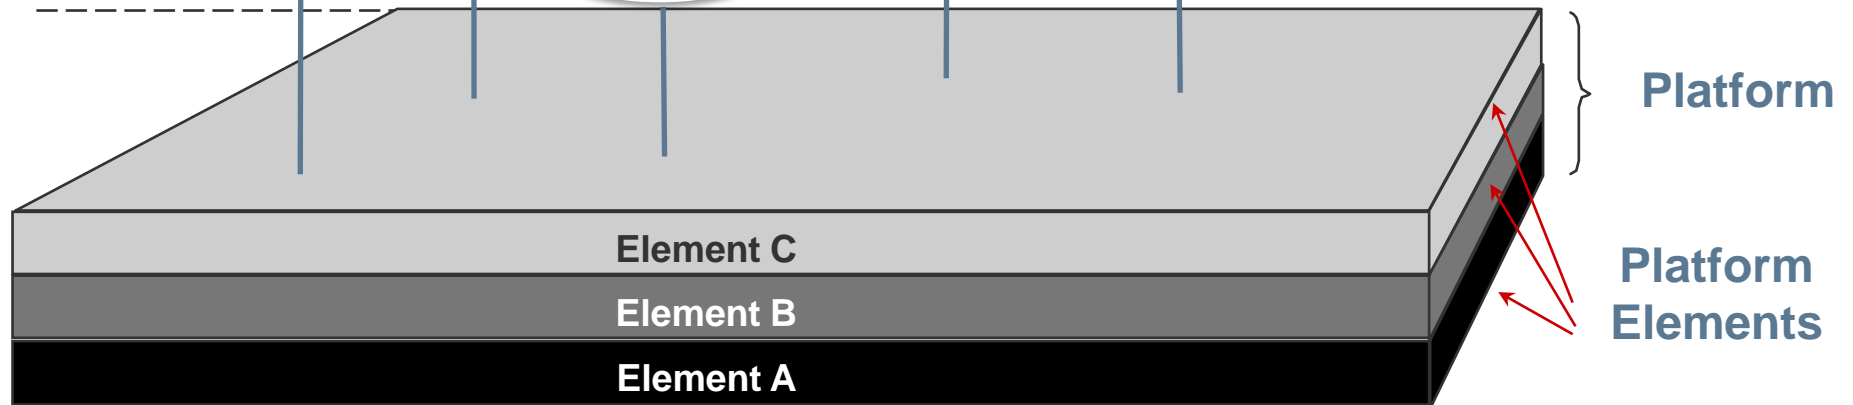 Platform
Element C
Element B
Element A
Platform
Elements